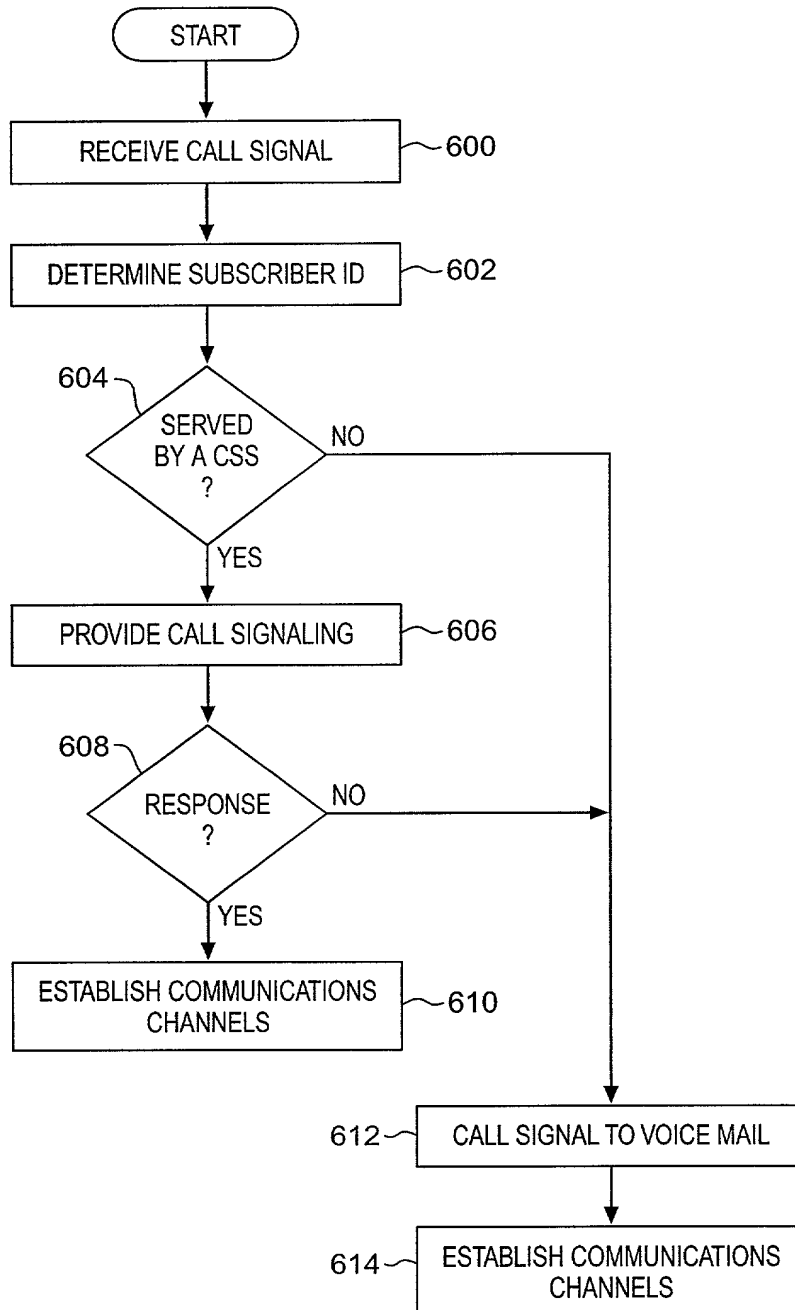 START
RECEIVE CALL SIGNAL
600
DETERMINE SUBSCRIBER ID
602
604
SERVED
BY A CSS
?
NO
YES
PROVIDE CALL SIGNALING
606
608
RESPONSE
?
NO
YES
ESTABLISH COMMUNICATIONS
CHANNELS
610
612
CALL SIGNAL TO VOICE MAIL
614
ESTABLISH COMMUNICATIONS
CHANNELS